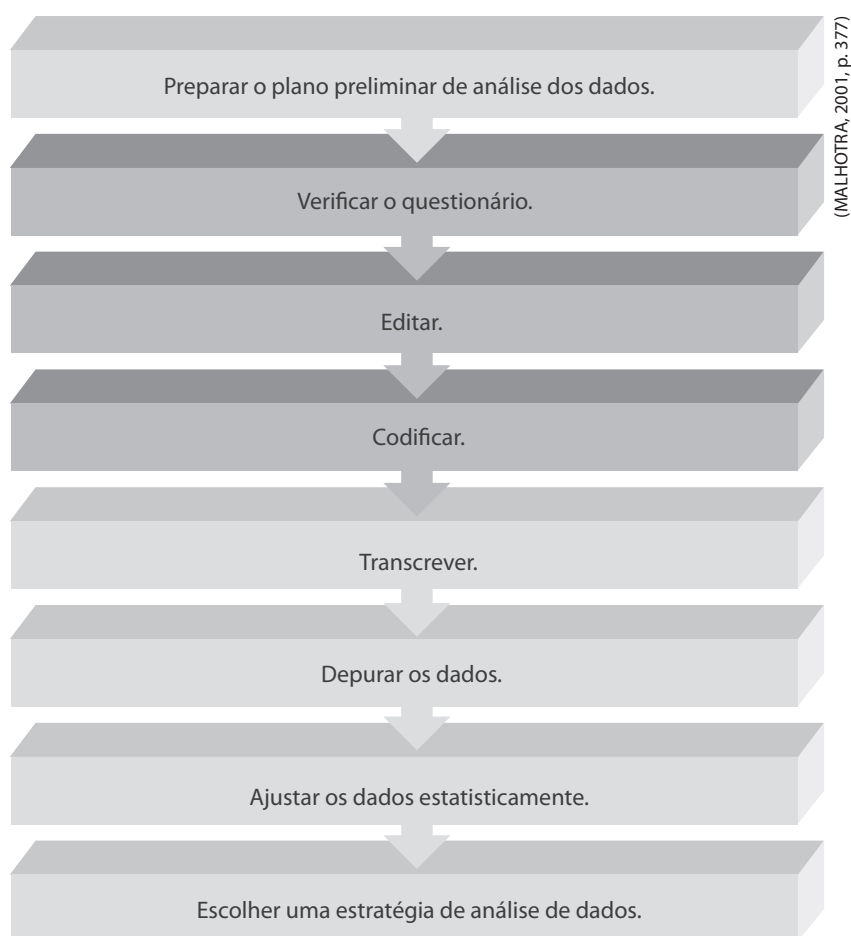 Preparar o plano preliminar de análise dos dados.
(MALHOTRA, 2001, p. 377)
Verificar o questionário.
Editar.
Codificar.
Transcrever.
Depurar os dados.
Ajustar os dados estatisticamente.
Escolher uma estratégia de análise de dados.